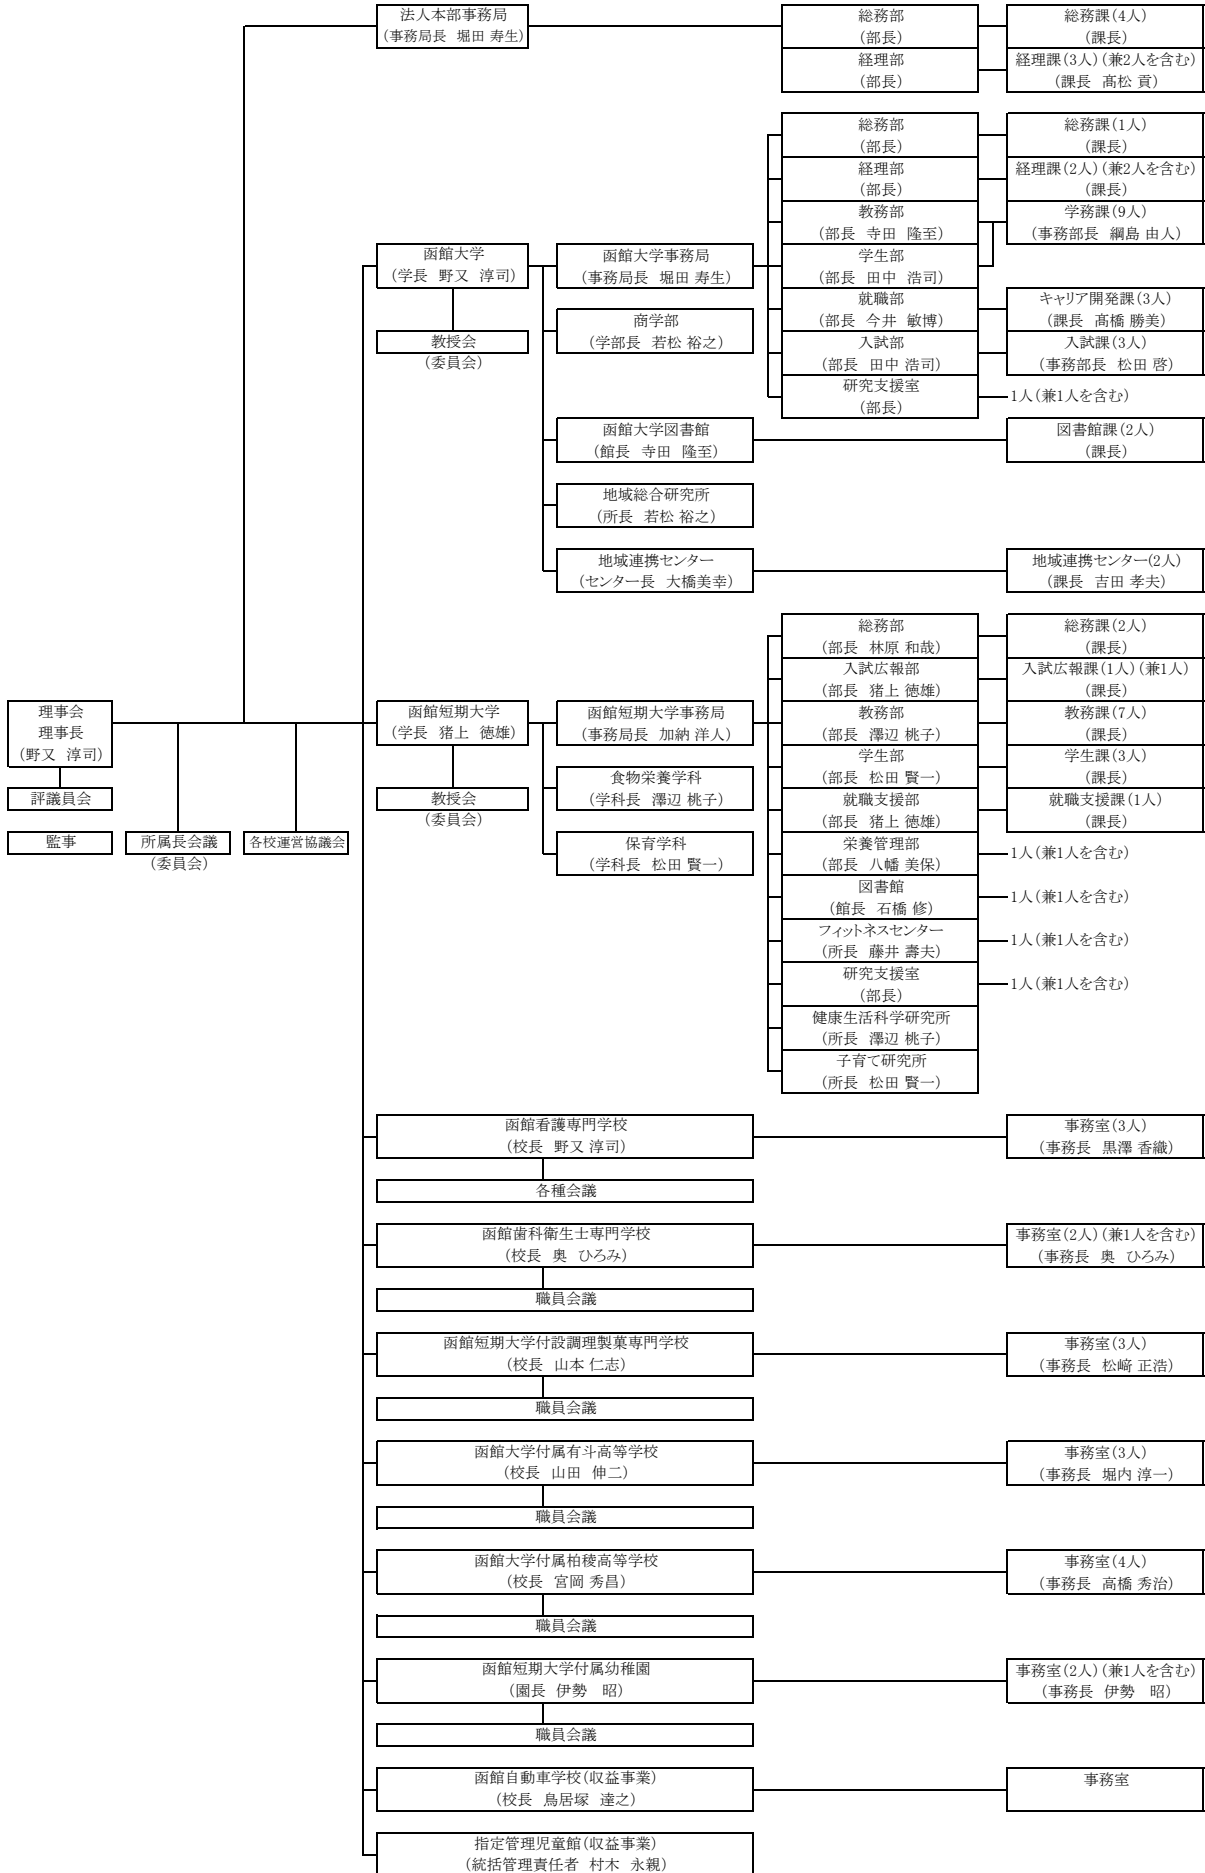 法人本部事務局
(事務局長 堀田 寿生)
総務部
(部長)
総務課(4人)
(課長)
経理部
(部長)
経理課(3人)(兼2人を含む)
(課長 髙松 貢)
函館大学
(学長 野又 淳司)
教授会
(委員会)
函館大学事務局
(事務局長 堀田 寿生)
商学部
(学部長 若松 裕之)
函館大学図書館
(館長 寺田 隆至)
地域総合研究所
(所長 若松 裕之)
地域連携センター
(センター長 大橋美幸)
総務部
(部長)
総務課(1人)
(課長)
経理部
(部長)
経理課(2人)(兼2人を含む)
(課長)
教務部
(部長 寺田 隆至)
学務課(9人)
(事務部長 綱島 由人)
学生部
(部長 田中 浩司)
就職部
(部長 今井 敏博)
キャリア開発課(3人)
(課長 髙橋 勝美)
入試部
(部長 田中 浩司)
入試課(3人)
(事務部長 松田 啓)
研究支援室
(部長)
1人(兼1人を含む)
図書館課(2人)
(課長)
地域連携センター(2人)
(課長 吉田 孝夫)
理事会
理事長
(野又 淳司)
評議員会
監事
所属長会議
(委員会)
各校運営協議会
函館短期大学
(学長 猪上 徳雄)
教授会
(委員会)
函館短期大学事務局
(事務局長 加納 洋人)
食物栄養学科
(学科長 澤辺 桃子)
保育学科
(学科長 松田 賢一)
総務部
(部長 林原 和哉)
総務課(2人)
(課長)
入試広報部
(部長 猪上 徳雄)
入試広報課(1人)(兼1人)
(課長)
教務部
(部長 澤辺 桃子)
教務課(7人)
(課長)
学生部
(部長 松田 賢一)
学生課(3人)
(課長)
就職支援部
(部長 猪上 徳雄)
就職支援課(1人)
(課長)
栄養管理部
(部長 八幡 美保)
1人(兼1人を含む)
図書館
(館長 石橋 修)
1人(兼1人を含む)
フィットネスセンター
(所長 藤井 壽夫)
1人(兼1人を含む)
研究支援室
(部長)
1人(兼1人を含む)
健康生活科学研究所
(所長 澤辺 桃子)
子育て研究所
(所長 松田 賢一)
函館看護専門学校
(校長 野又 淳司)
事務室(3人)
(事務長 黒澤 香織)
各種会議
函館歯科衛生士専門学校
(校長 奥 ひろみ)
事務室(2人)(兼1人を含む)
(事務長 奥 ひろみ)
職員会議
函館短期大学付設調理製菓専門学校
(校長 山本 仁志)
事務室(3人)
(事務長 松﨑 正浩)
職員会議
函館大学付属有斗高等学校
(校長 山田 伸二)
事務室(3人)
(事務長 堀内 淳一)
職員会議
函館大学付属柏稜高等学校
(校長 宮岡 秀昌)
事務室(4人)
(事務長 高橋 秀治)
職員会議
函館短期大学付属幼稚園
(園長 伊勢 昭)
事務室(2人)(兼1人を含む)
(事務長 伊勢 昭)
職員会議
函館自動車学校(収益事業)
(校長 鳥居塚 達之)
事務室
指定管理児童館(収益事業)
(統括管理責任者 村木 永親)